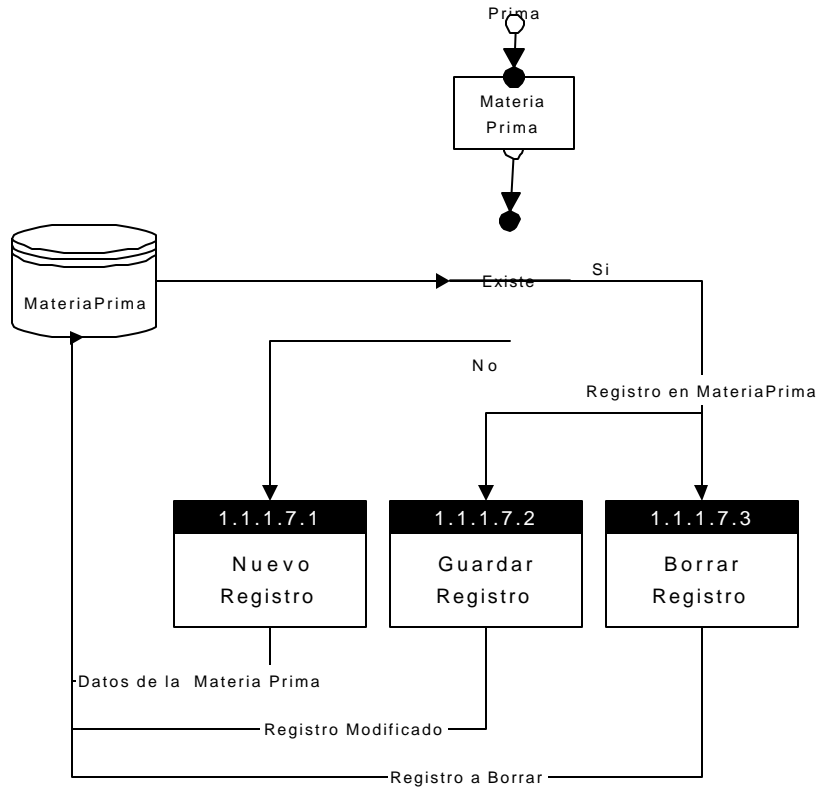 Prima
Materia
Prima
Si
Existe
MateriaPrima
No
Registro en MateriaPrima
1.1.1.7.1
1.1.1.7.2
1.1.1.7.3
Nuevo
Registro
Guardar
Registro
Borrar
Registro
Datos de la Materia Prima
Registro Modificado
Registro a Borrar